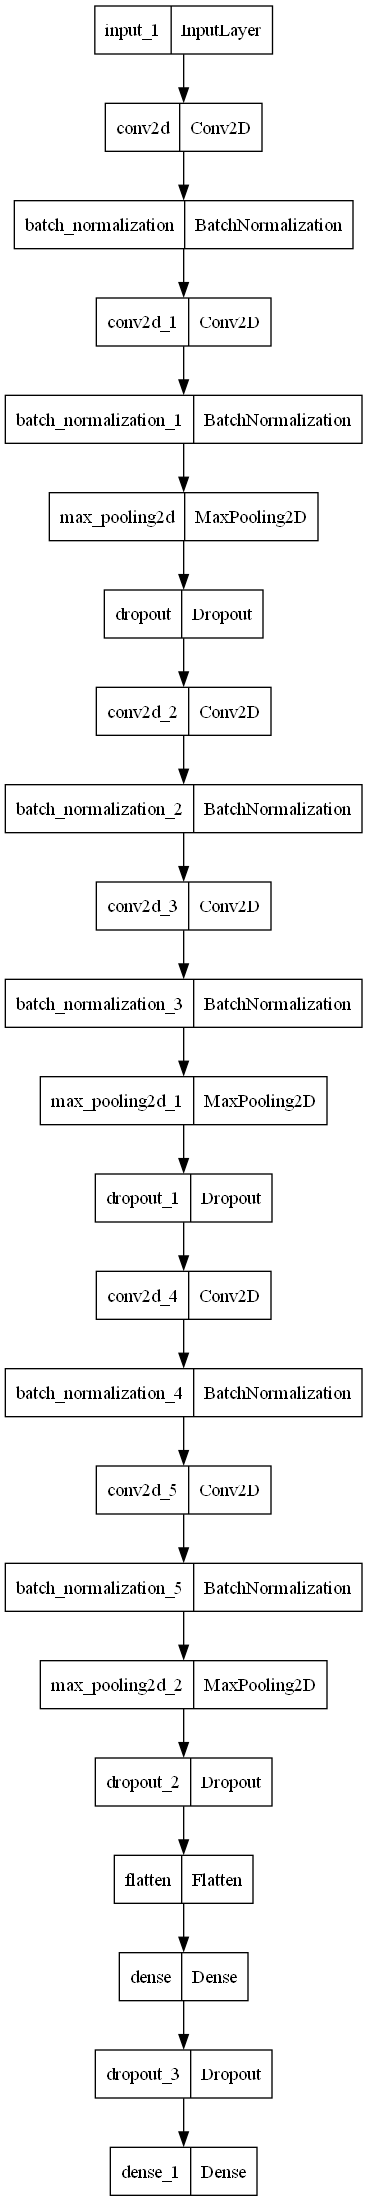 input_1 InputLayer
conv2d Conv2D
batch_normalization BatchNormalization
conv2d_1 Conv2D
batch_normalization_1 BatchNormalization
max_pooling2d MaxPooling2D
dropout Dropout
conv2d_2 Conv2D
batch_normalization_2 BatchNormalization
conv2d_3 Conv2D
batch_normalization_3 BatchNormalization
max_pooling2d_1 MaxPooling2D
dropout_1 Dropout
conv2d_4 Conv2D
batch_normalization_4 BatchNormalization
conv2d_5 Conv2D
batch_normalization_5 BatchNormalization
max_pooling2d_2 MaxPooling2D
dropout_2 Dropout
flatten Flatten
dense Dense
dropout_3 Dropout
dense_1 Dense